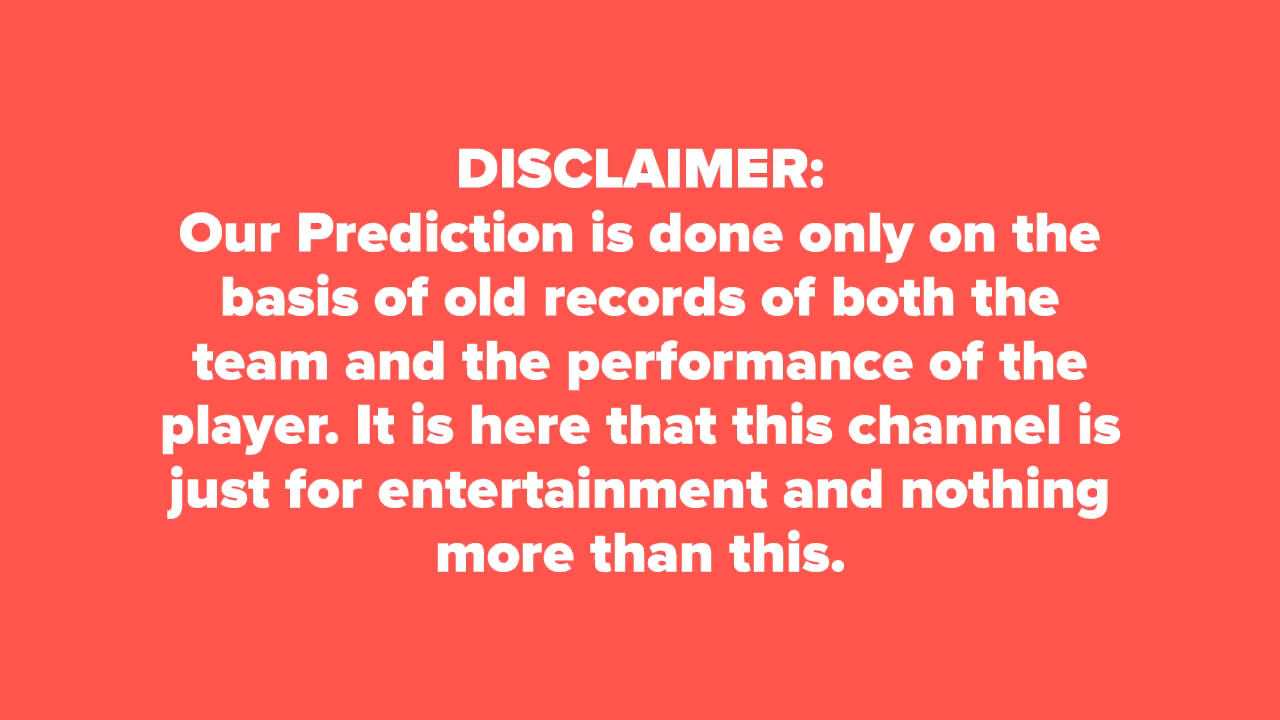 DISCLAIMER:
Our Prediction is done only on the
basis of old records of both the
team and the performance of the
player. It is here that this channel is
just for entertainment and nothing
more than this.